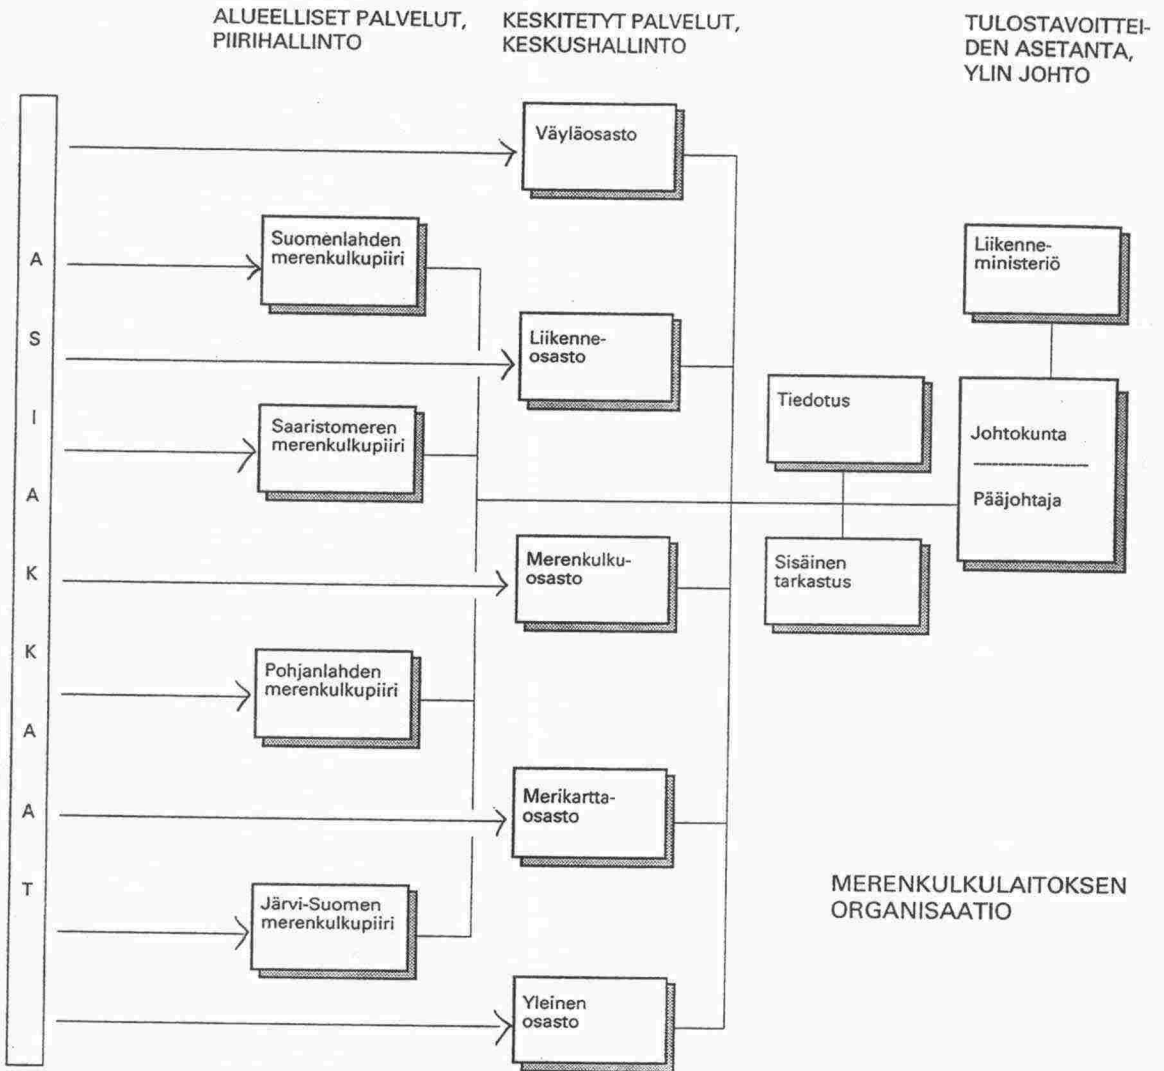 ALUEELLISET PALVELUT,
PIIRIHALLINTO
KESKITETYT PALVELUT,
KESKUSHALLINTO
TULOSTAVOITTEI-
DEN ASETANTA,
YLIN JOHTO
A
S
I
A
K
K
A
A
T
Väyläosasto
Suomenlahden
merenkulkupiiri
Liikenne-
osasto
Saaristomeren
merenkulkupiiri
Merenkulku-
osasto
Pohjanlahden
merenkulkupiiri
Merikartta-
osasto
Järvi-Suomen
merenkulkupiiri
Yleinen
osasto
Tiedotus
Sisäinen
tarkastus
Liikenne-
ministeriö
Johtokunta
Pääjohtaja
MERENKULKULAITOKSEN
ORGANISAATIO